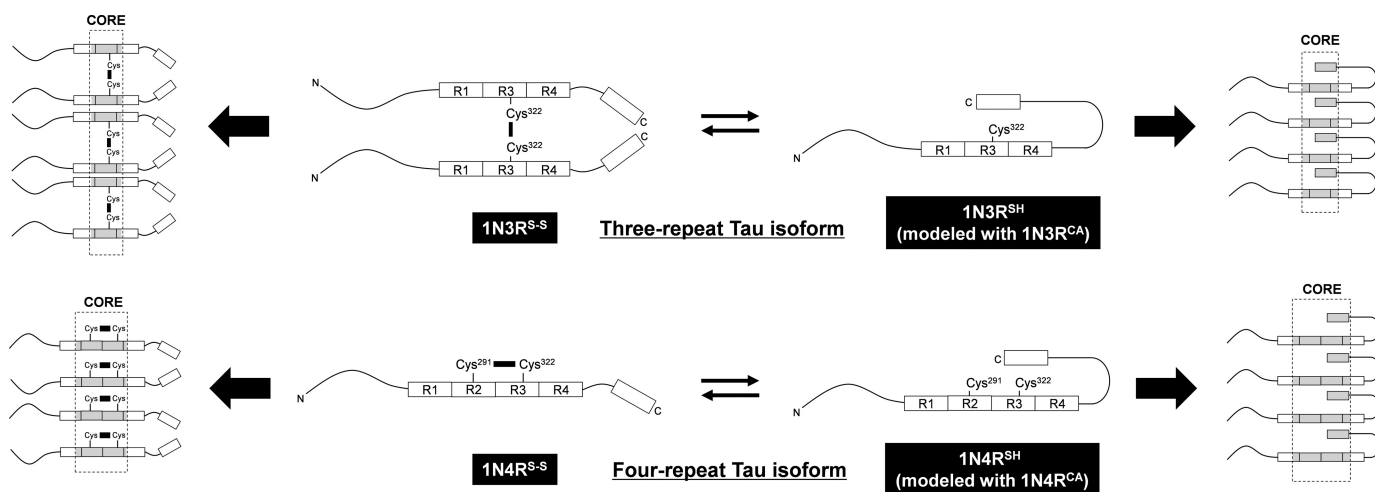 CORE
Cys
Cys
Cys
Cys
Cys
Cys
N
R1 R3 R4
Cys322
C
C
Cys322
R1 R3 R4
N
1N3RS-S
Three-repeat Tau isoform
C
Cys322
R1 R3 R4
N
1N3RSH
(modeled with 1N3RCA)
CORE
CORE
Cys Cys
Cys Cys
Cys Cys
Cys Cys
Cys291 Cys322
R1 R2 R3 R4
N
C
1N4RS-S
Four-repeat Tau isoform
C
Cys291 Cys322
R1 R2 R3 R4
N
1N4RSH
(modeled with 1N4RCA)
CORE